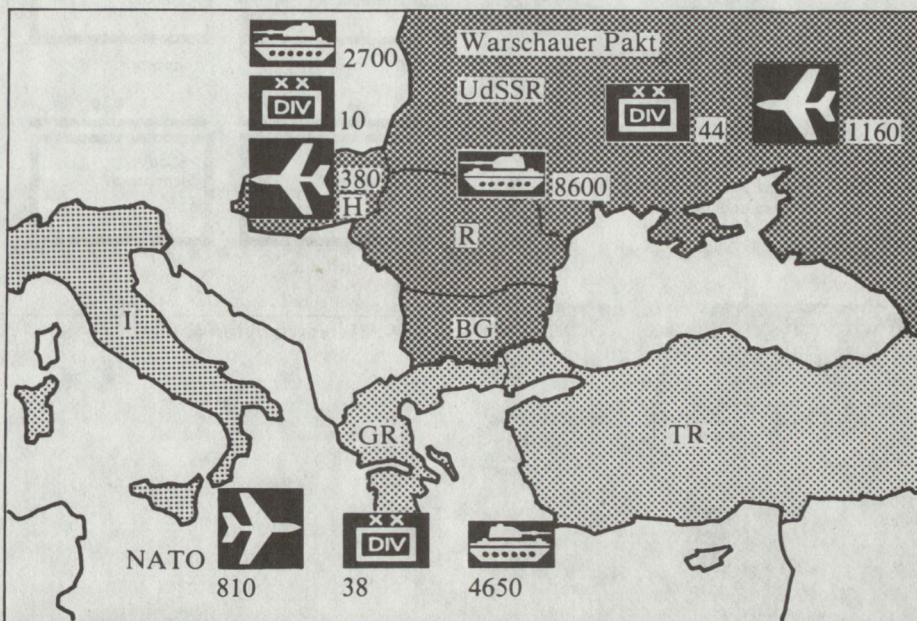 2700
Warschauer Pakt
UdSSR
DIV
10
DIV
44
1160
380
H
8600
R
I
BG
GR
TR
NATO
810
DIV
38
4650